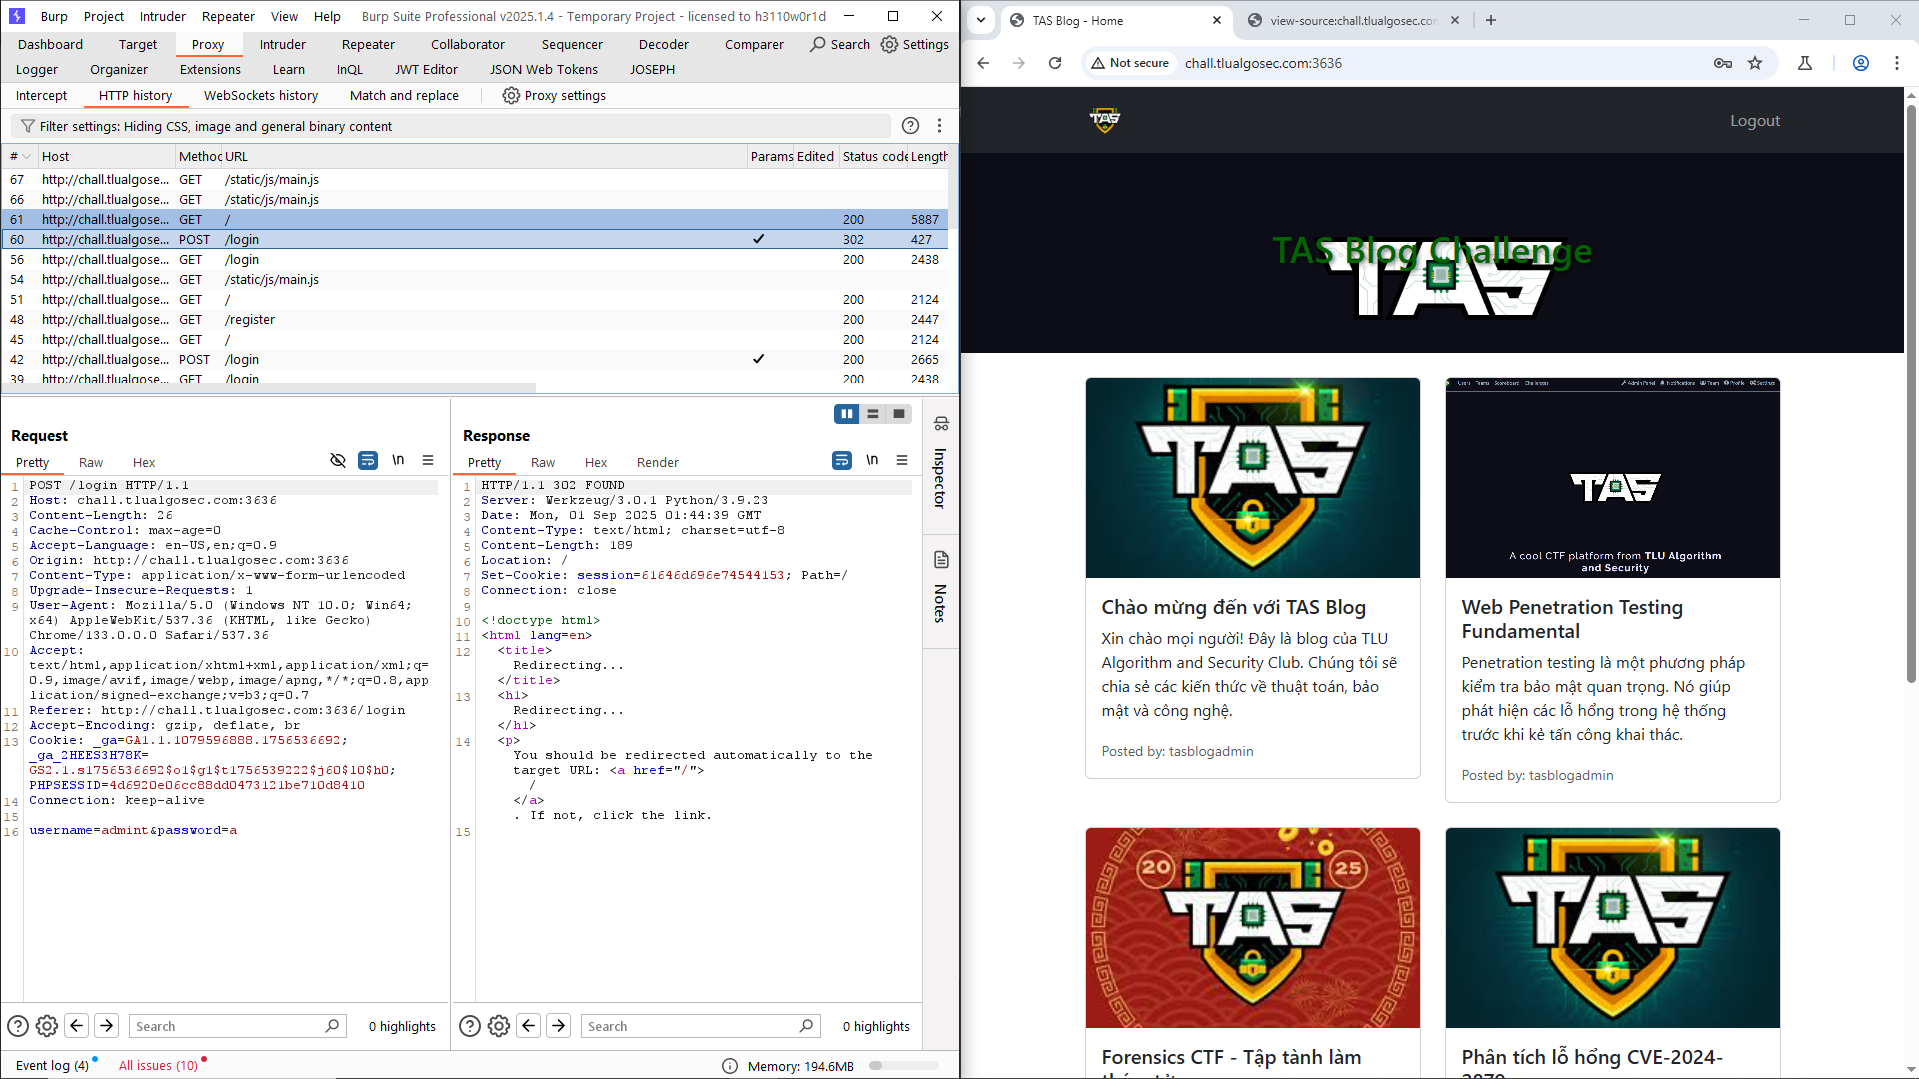 Burp Project Intruder Repeater View Help Burp Suite Professional v2025.1.4 - Temporary Project - licensed to h3110w0r1d
Dashboard Target Proxy Intruder Repeater Collaborator Sequencer Decoder Comparer Search Settings
Logger Organizer Extensions Learn InQL JWT Editor JSON Web Tokens JOSEPH
Intercept HTTP history WebSockets history Match and replace Proxy settings
Filter settings: Hiding CSS, image and general binary content
# Host Method URL Params Edited Status code Length
67 http://chall.tlualgose... GET /static/js/main.js
66 http://chall.tlualgose... GET /static/js/main.js
61 http://chall.tlualgose... GET / 200 5887
60 http://chall.tlualgose... POST /login ✓ 302 427
56 http://chall.tlualgose... GET /login 200 2438
54 http://chall.tlualgose... GET /static/js/main.js
51 http://chall.tlualgose... GET / 200 2124
48 http://chall.tlualgose... GET /register 200 2447
45 http://chall.tlualgose... GET / 200 2124
42 http://chall.tlualgose... POST /login ✓ 200 2665
39 http://chall.tlualgose... GET /login 200 2438
Request
Pretty Raw Hex \n
1 POST /login HTTP/1.1
2 Host: chall.tlualgosec.com:3636
3 Content-Length: 26
4 Cache-Control: max-age=0
5 Accept-Language: en-US,en;q=0.9
6 Origin: http://chall.tlualgosec.com:3636
7 Content-Type: application/x-www-form-urlencoded
8 Upgrade-Insecure-Requests: 1
9 User-Agent: Mozilla/5.0 (Windows NT 10.0; Win64;
x64) AppleWebKit/537.36 (KHTML, like Gecko)
Chrome/133.0.0.0 Safari/537.36
10 Accept:
text/html,application/xhtml+xml,application/xml;q=
0.9,image/avif,image/webp,image/apng,*/*;q=0.8,app
lication/signed-exchange;v=b3;q=0.7
11 Referer: http://chall.tlualgosec.com:3636/login
12 Accept-Encoding: gzip, deflate, br
13 Cookie: _ga=GA1.1.1079596888.1756536692;
_ga_2HEES3H78K=
GS2.1.s1756536692$o1$g1$t1756539222$j60$l0$h0;
PHPSESSID=4d6920e06cc88dd0473121be710d8410
14 Connection: keep-alive
15
16 username=admint&password=a
Response
Pretty Raw Hex Render \n
1 HTTP/1.1 302 FOUND
2 Server: Werkzeug/3.0.1 Python/3.9.23
3 Date: Mon, 01 Sep 2025 01:44:39 GMT
4 Content-Type: text/html; charset=utf-8
5 Content-Length: 189
6 Location: /
7 Set-Cookie: session=61646d696e74544153; Path=/
8 Connection: close
9
10 <!doctype html>
11 <html lang=en>
12 <title>
Redirecting...
</title>
13 <h1>
Redirecting...
</h1>
14 <p>
You should be redirected automatically to the
target URL: <a href="/">
/
</a>
. If not, click the link.
15
Inspector
Notes
Search 0 highlights
Search 0 highlights
Event log (4) All issues (10) Memory: 194.6MB
TAS Blog - Home view-source:chall.tlualgosec.co
Not secure chall.tlualgosec.com:3636
TAS
Logout
TAS Blog Challenge
TAS
TAS
Chào mừng đến với TAS Blog
Xin chào mọi người! Đây là blog của TLU
Algorithm and Security Club. Chúng tôi sẽ
chia sẻ các kiến thức về thuật toán, bảo
mật và công nghệ.
Posted by: tasblogadmin
Users Teams Scoreboard Challenges Admin Panel Notifications Team Profile Settings
TAS
A cool CTF platform from TLU Algorithm
and Security
Web Penetration Testing
Fundamental
Penetration testing là một phương pháp
kiểm tra bảo mật quan trọng. Nó giúp
phát hiện các lỗ hổng trong hệ thống
trước khi kẻ tấn công khai thác.
Posted by: tasblogadmin
20 25
TAS
Forensics CTF - Tập tành làm
TAS
Phân tích lỗ hổng CVE-2024-